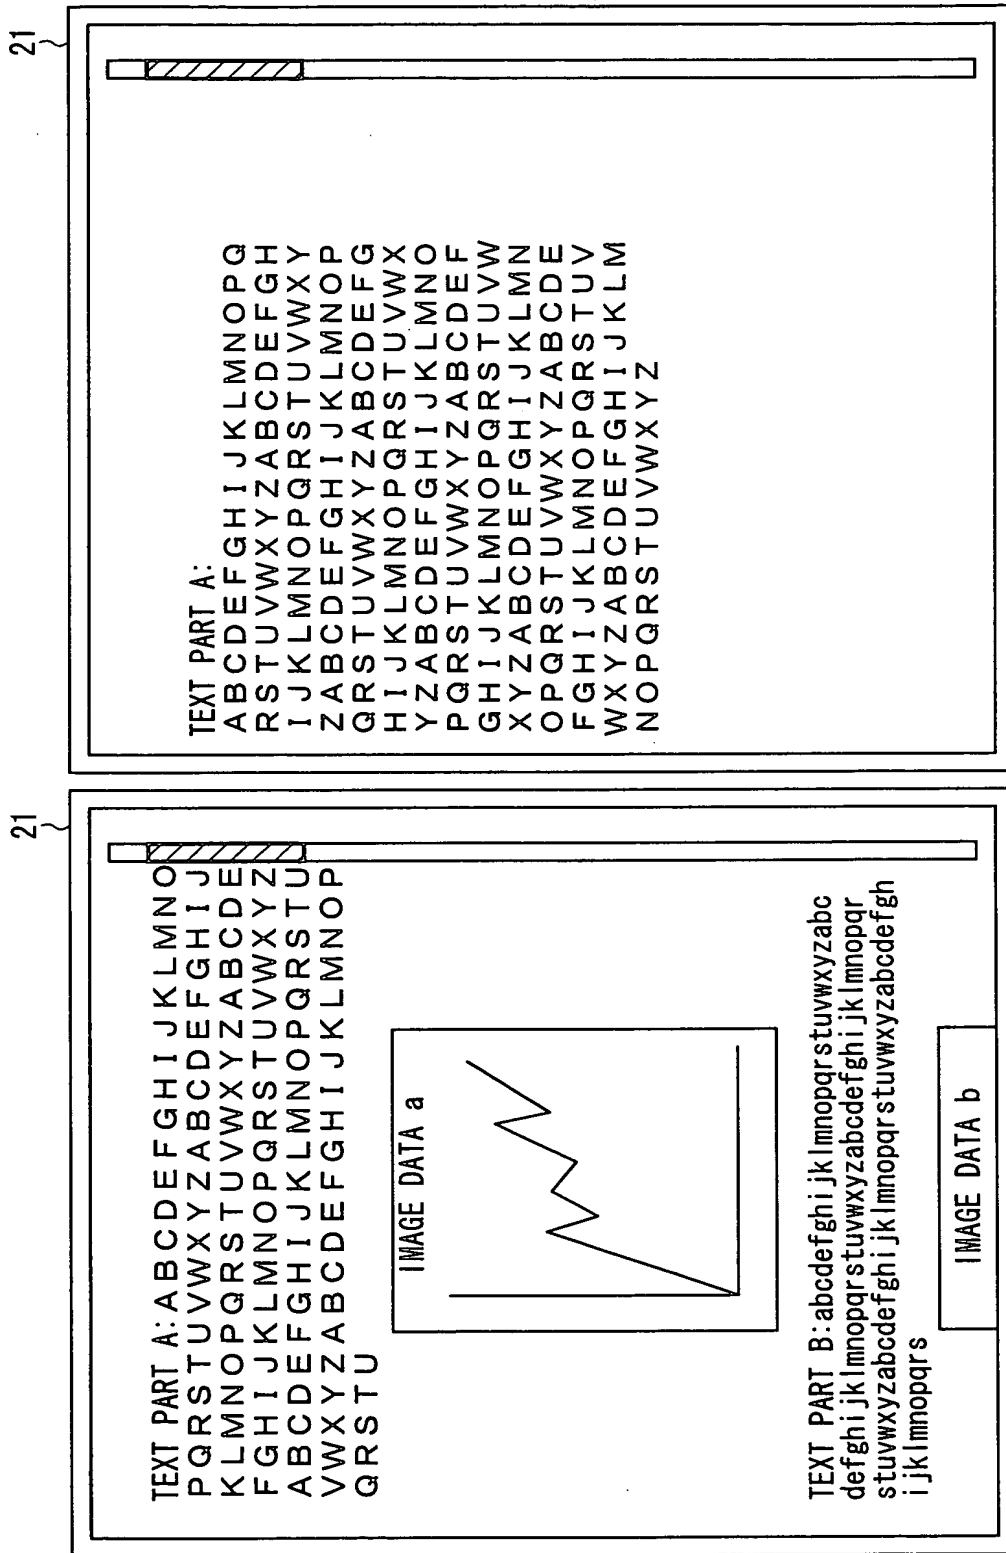 21
TEXT PART A:ABCDEFGHIJKLMNO
PQRSTUVWXYZABCDEFGHIJ
KLMNOPQRSTUVWXYZABCDE
FGHIJKLMNOPQRSTUVWXYZ
ABCDEFGHIJKLMNOPQRSTU
VWXYZABCDEFGHIJKLMNOP
QRSTU
IMAGE DATA a
TEXT PART B:abcdefghijklmnopqrstuvwxyzabc
defghijklmnopqrstuvwxyzabcdefghijklmnopqr
stuvwxyzabcdefghijklmnopqrstuvwxyzabcdefgh
ijklmnopqrs
IMAGE DATA b
21
TEXT PART A:
ABCDEFGHIJKLMNOPQ
RSTUVWXYZABCDEFGH
IJKLMNOPQRSTUVWXY
ZABCDEFGHIJKLMNOP
QRSTUVWXYZABCDEFG
HIJKLMNOPQRSTUVWX
YZABCDEFGHIJKLMNO
PQRSTUVWXYZABCDEF
GHIJKLMNOPQRSTUVW
XYZABCDEFGHIJKLMN
OPQRSTUVWXYZABCDE
FGHIJKLMNOPQRSTUV
WXYZABCDEFGHIJKLM
NOPQRSTUVWXYZ